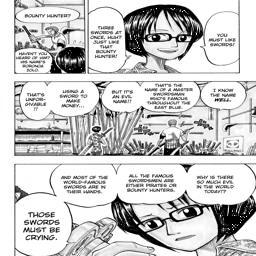 YOU
MUST LIKE
SWORDS!
THREE
SWORDS AT
ONCE, HUH?
JUST LIKE
THAT
BOUNTY
HUNTER!
BOUNTY
HUNTER?
HAVEN'T
YOU HEARD
OF HIM? HIS
NAME'S
RORONOA
ZOLO.
I KNOW
THE NAME
WELL.
THAT'S THE
NAME OF A MASTER
SWORDSMAN
WHO'S FAMOUS
THROUGHOUT
THE EAST
BLUE.
BUT IT'S
AN EVIL
NAME!!
USING A
SWORD TO
MAKE
MONEY...
THAT'S
UNFOR-
GIVABLE
!!
WHY IS THERE
SO MUCH EVIL
IN THE WORLD
TODAY?
ALL THE FAMOUS
SWORDSMEN ARE
EITHER PIRATES OR
BOUNTY HUNTERS.
AND MOST OF THE
WORLD-FAMOUS
SWORDS ARE
IN THEIR
HANDS.
THOSE
SWORDS
MUST BE
CRYING.